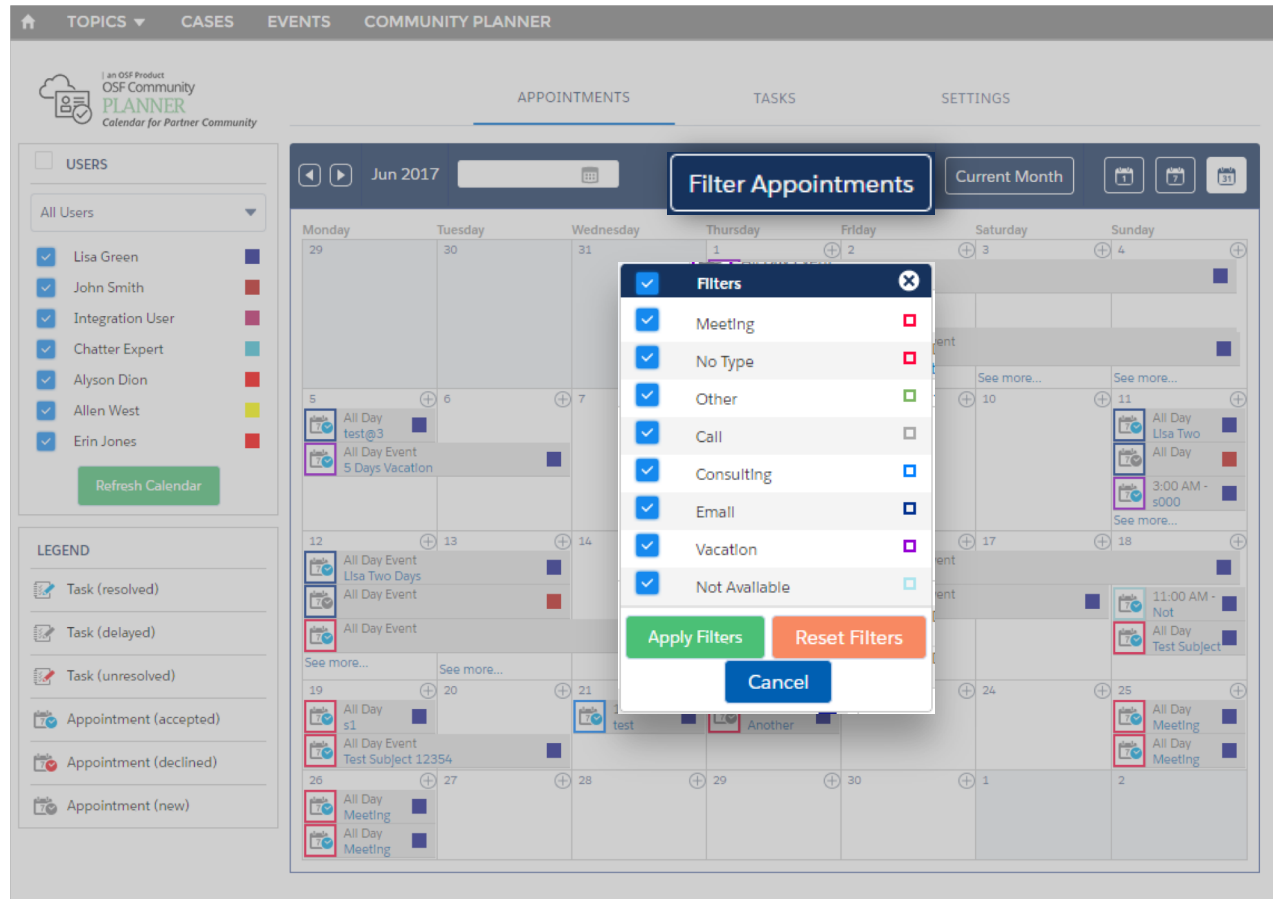 TOPICS CASES EVENTS COMMUNITY PLANNER
| an OSF Product
OSF Community
PLANNER
Calendar for Partner Community
APPOINTMENTS TASKS SETTINGS
USERS
All Users
Lisa Green
John Smith
Integration User
Chatter Expert
Alyson Dion
Allen West
Erin Jones
Refresh Calendar
LEGEND
Task (resolved)
Task (delayed)
Task (unresolved)
Appointment (accepted)
Appointment (declined)
Appointment (new)
Jun 2017 Filter Appointments Current Month 1 7 31
Monday Tuesday Wednesday Thursday Friday Saturday Sunday
29 30 31 1 2 3 4
See more... See more...
5 6 7 10 11
All Day
test@3
All Day Event
5 Days Vacation
All Day
Lisa Two
All Day
3:00 AM -
s000
See more...
12 13 14 17 18
All Day Event
Lisa Two Days
All Day Event
All Day Event
See more... See more...
11:00 AM -
Not
All Day
Test Subject
19 20 21 24 25
All Day
s1
All Day Event
Test Subject 12354
test
Another
All Day
Meeting
All Day
Meeting
26 27 28 29 30 1 2
All Day
Meeting
All Day
Meeting
Filters
Meeting
No Type
Other
Call
Consulting
Email
Vacation
Not Available
Apply Filters Reset Filters
Cancel